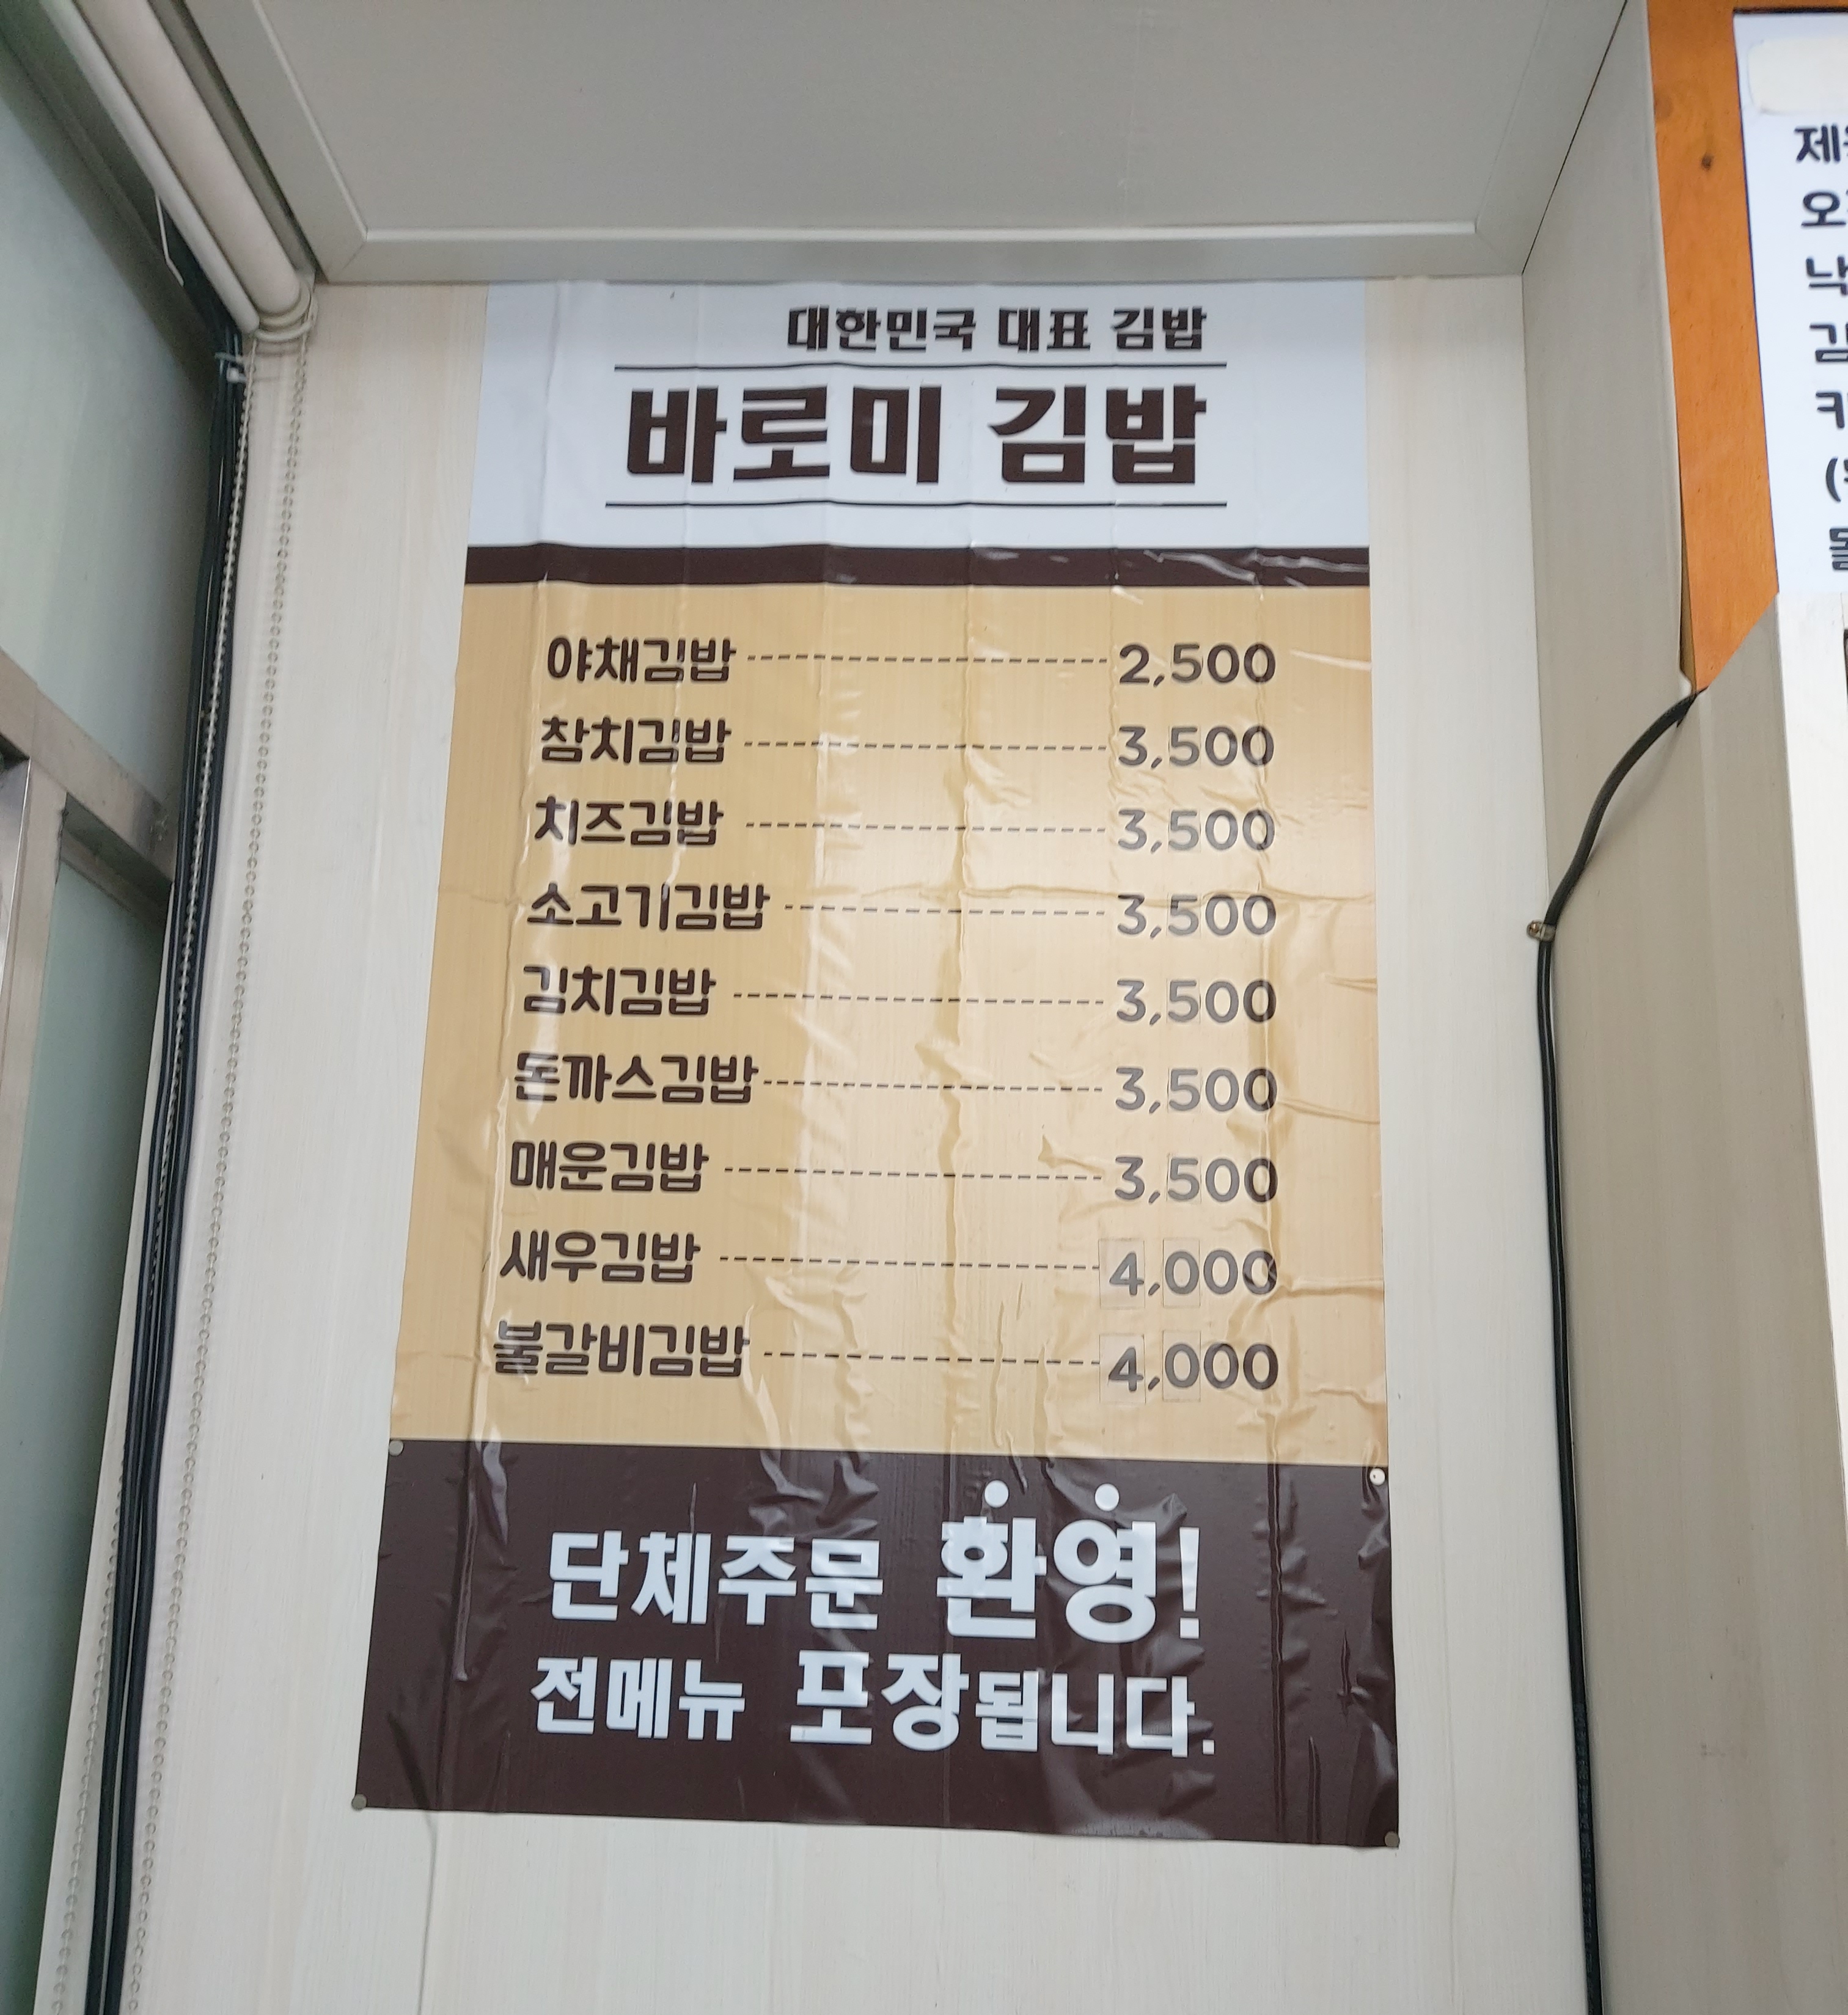 대한민국 대표 김밥
바로미 김밥
야채김밥 2,500
참치김밥 3,500
치즈김밥 3,500
소고기김밥 3,500
김치김밥 3,500
돈까스김밥 3,500
매운김밥 3,500
새우김밥 4,000
불갈비김밥 4,000
단체주문 환영!
전메뉴 포장됩니다.